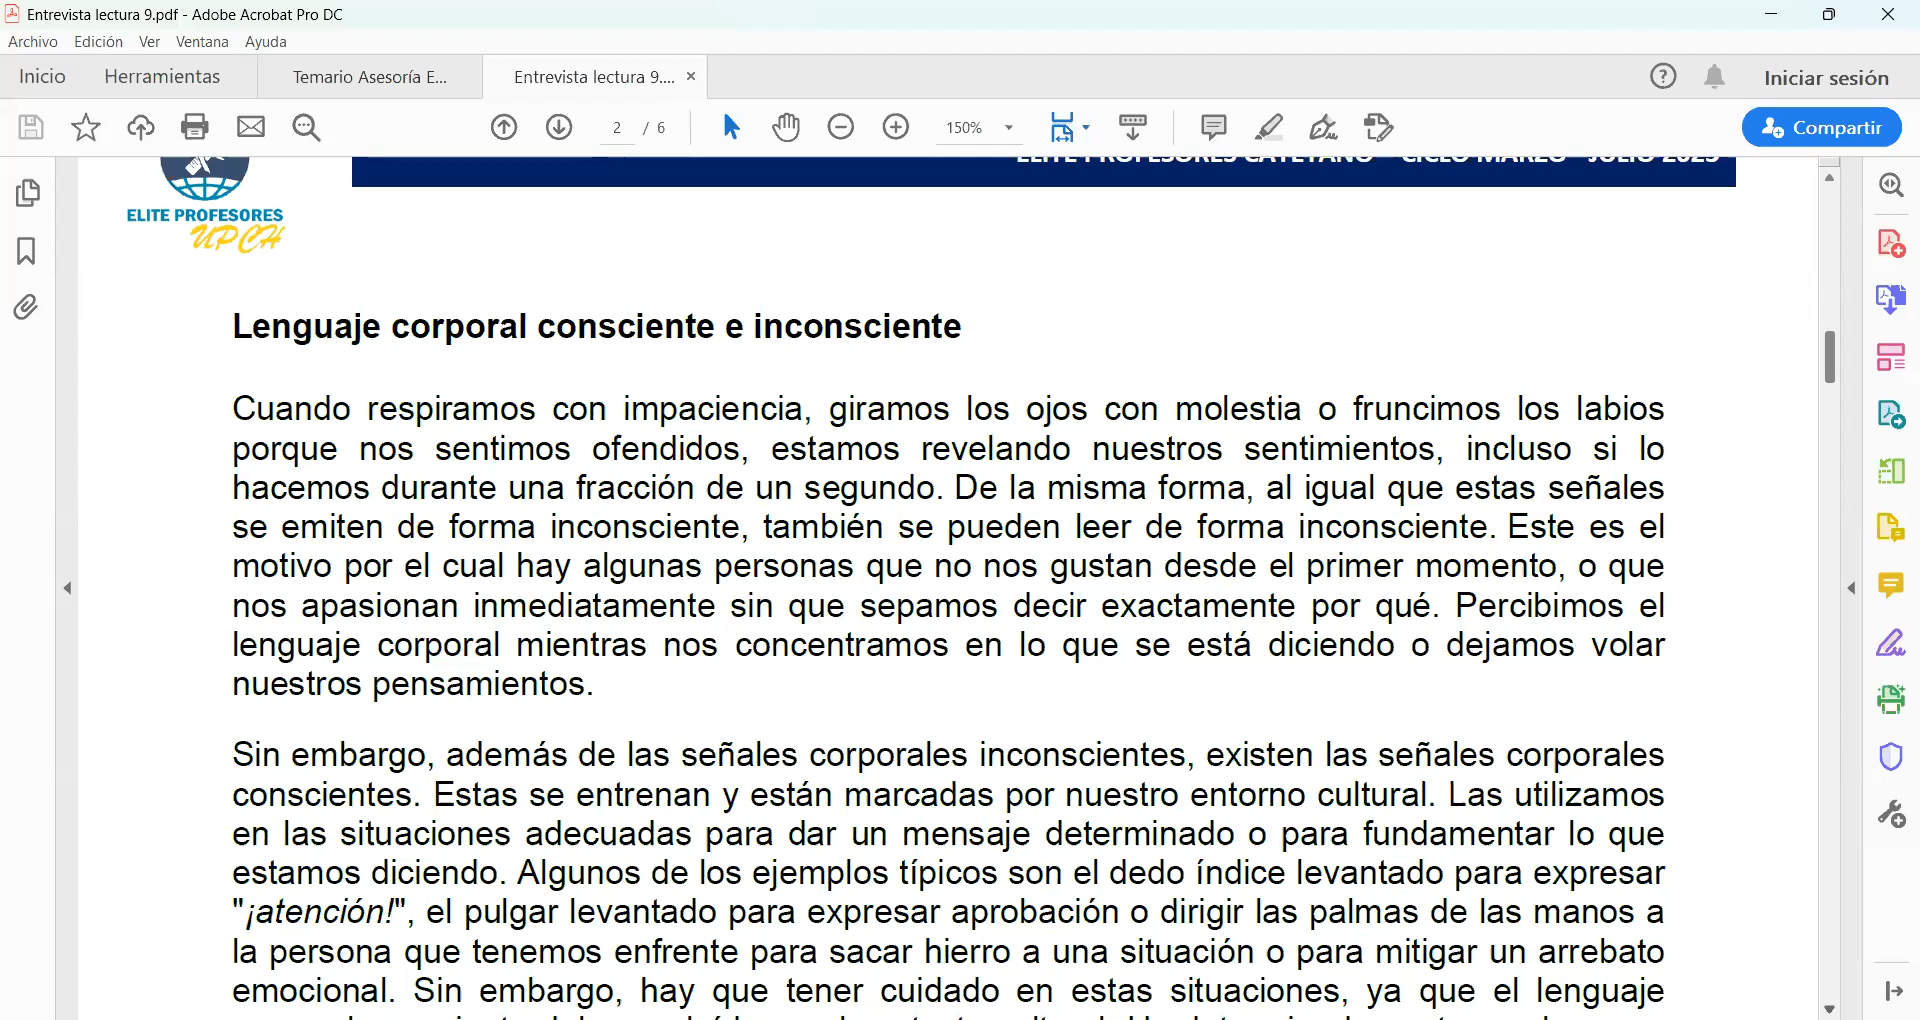 Entrevista lectura 9.pdf - Adobe Acrobat Pro DC
Archivo Edición Ver Ventana Ayuda
Inicio Herramientas Temario Asesoría E... Entrevista lectura 9.... × Iniciar sesión
2 / 6 150% Compartir
ELITE PROFESORES CAYETANO CICLO MARZO JULIO 2023
ELITE PROFESORES
UPCH
Lenguaje corporal consciente e inconsciente
Cuando respiramos con impaciencia, giramos los ojos con molestia o fruncimos los labios
porque nos sentimos ofendidos, estamos revelando nuestros sentimientos, incluso si lo
hacemos durante una fracción de un segundo. De la misma forma, al igual que estas señales
se emiten de forma inconsciente, también se pueden leer de forma inconsciente. Este es el
motivo por el cual hay algunas personas que no nos gustan desde el primer momento, o que
nos apasionan inmediatamente sin que sepamos decir exactamente por qué. Percibimos el
lenguaje corporal mientras nos concentramos en lo que se está diciendo o dejamos volar
nuestros pensamientos.
Sin embargo, además de las señales corporales inconscientes, existen las señales corporales
conscientes. Estas se entrenan y están marcadas por nuestro entorno cultural. Las utilizamos
en las situaciones adecuadas para dar un mensaje determinado o para fundamentar lo que
estamos diciendo. Algunos de los ejemplos típicos son el dedo índice levantado para expresar
"¡atención!", el pulgar levantado para expresar aprobación o dirigir las palmas de las manos a
la persona que tenemos enfrente para sacar hierro a una situación o para mitigar un arrebato
emocional. Sin embargo, hay que tener cuidado en estas situaciones, ya que el lenguaje